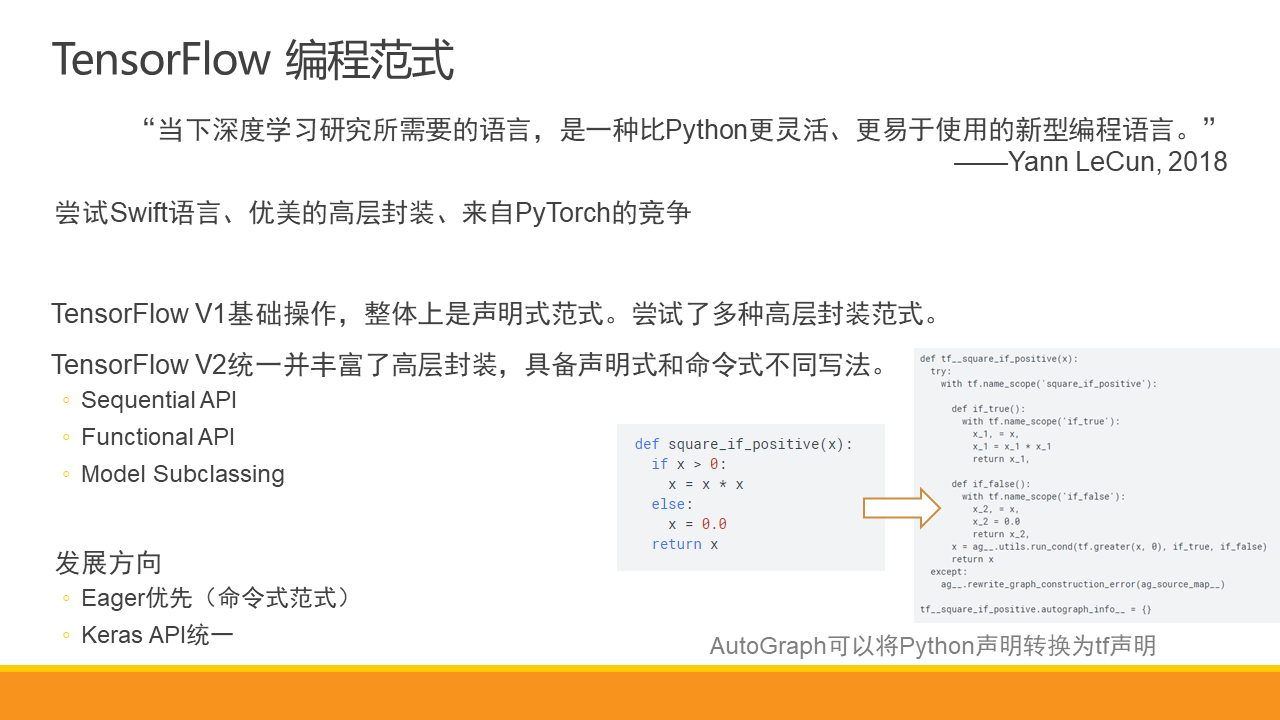 TensorFlow 编程范式
“当下深度学习研究所需要的语言，是一种比Python更灵活、更易于使用的新型编程语言。”
——Yann LeCun, 2018
尝试Swift语言、优美的高层封装、来自PyTorch的竞争
TensorFlow V1基础操作，整体上是声明式范式。尝试了多种高层封装范式。
TensorFlow V2统一并丰富了高层封装，具备声明式和命令式不同写法。
◦ Sequential API
◦ Functional API
◦ Model Subclassing
发展方向
◦ Eager优先（命令式范式）
◦ Keras API统一
def square_if_positive(x):
  if x > 0:
    x = x * x
  else:
    x = 0.0
  return x
def tf__square_if_positive(x):
  try:
    with tf.name_scope('square_if_positive'):
      def if_true():
        with tf.name_scope('if_true'):
          x_1, = x,
          x_1 = x_1 * x_1
          return x_1,
      def if_false():
        with tf.name_scope('if_false'):
          x_2, = x,
          x_2 = 0.0
          return x_2,
      x = ag__.utils.run_cond(tf.greater(x, 0), if_true, if_false)
      return x
  except:
    ag__.rewrite_graph_construction_error(ag_source_map__)
tf__square_if_positive.autograph_info__ = {}
AutoGraph可以将Python声明转换为tf声明